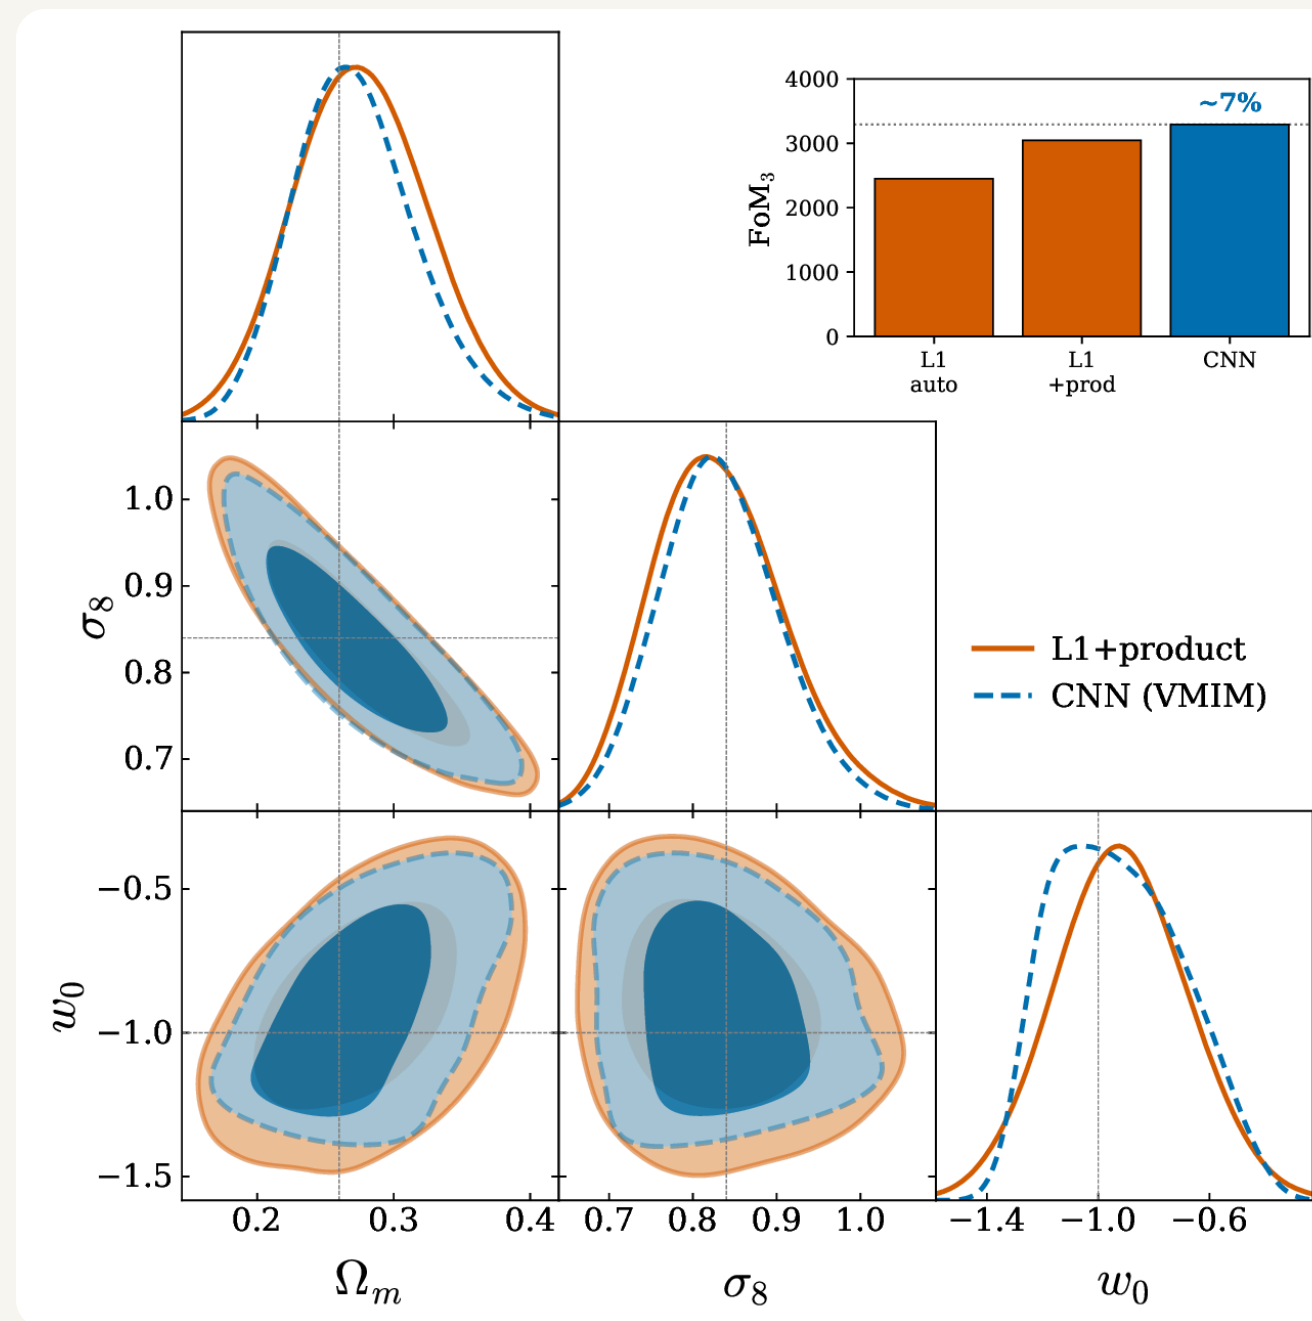 4000
3000
2000
1000
0
FoM₃
~7%
L1
auto
L1
+prod
CNN
1.0
0.9
0.8
0.7
σ₈
L1+product
CNN (VMIM)
−0.5
−1.0
−1.5
w₀
0.2 0.3 0.4 0.7 0.8 0.9 1.0 −1.4 −1.0 −0.6
Ωₘ σ₈ w₀